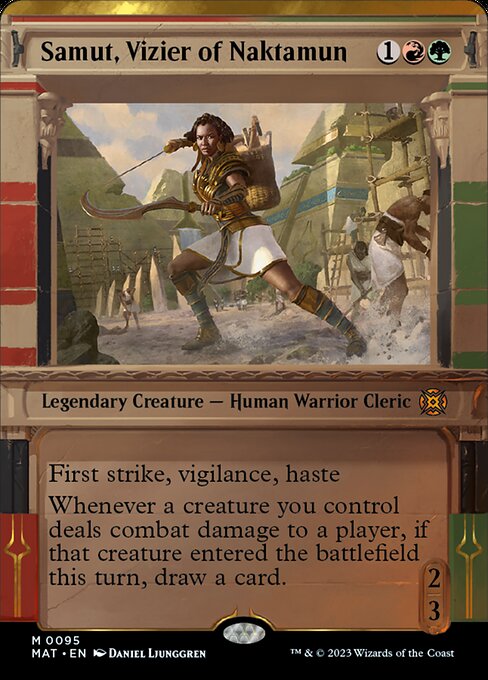 Samut, Vizier of Naktamun 1
Legendary Creature — Human Warrior Cleric
First strike, vigilance, haste
Whenever a creature you control
deals combat damage to a player, if
that creature entered the battlefield
this turn, draw a card.
2
3
M 0095
MAT • EN Daniel Ljunggren
™ & © 2023 Wizards of the Coast